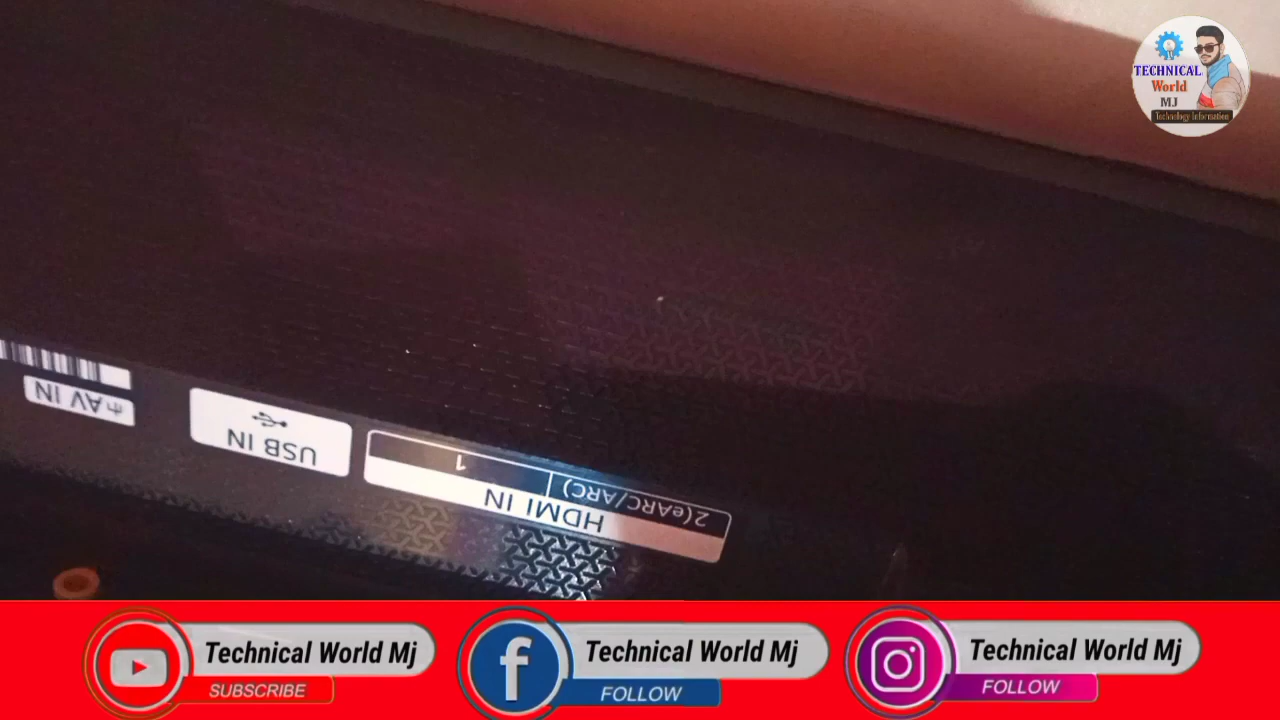 TECHNICAL
World
MJ
Technology Information
AV IN
USB IN
HDMI IN
2(eARC/ARC)
1
Technical World Mj
SUBSCRIBE
Technical World Mj
FOLLOW
Technical World Mj
FOLLOW